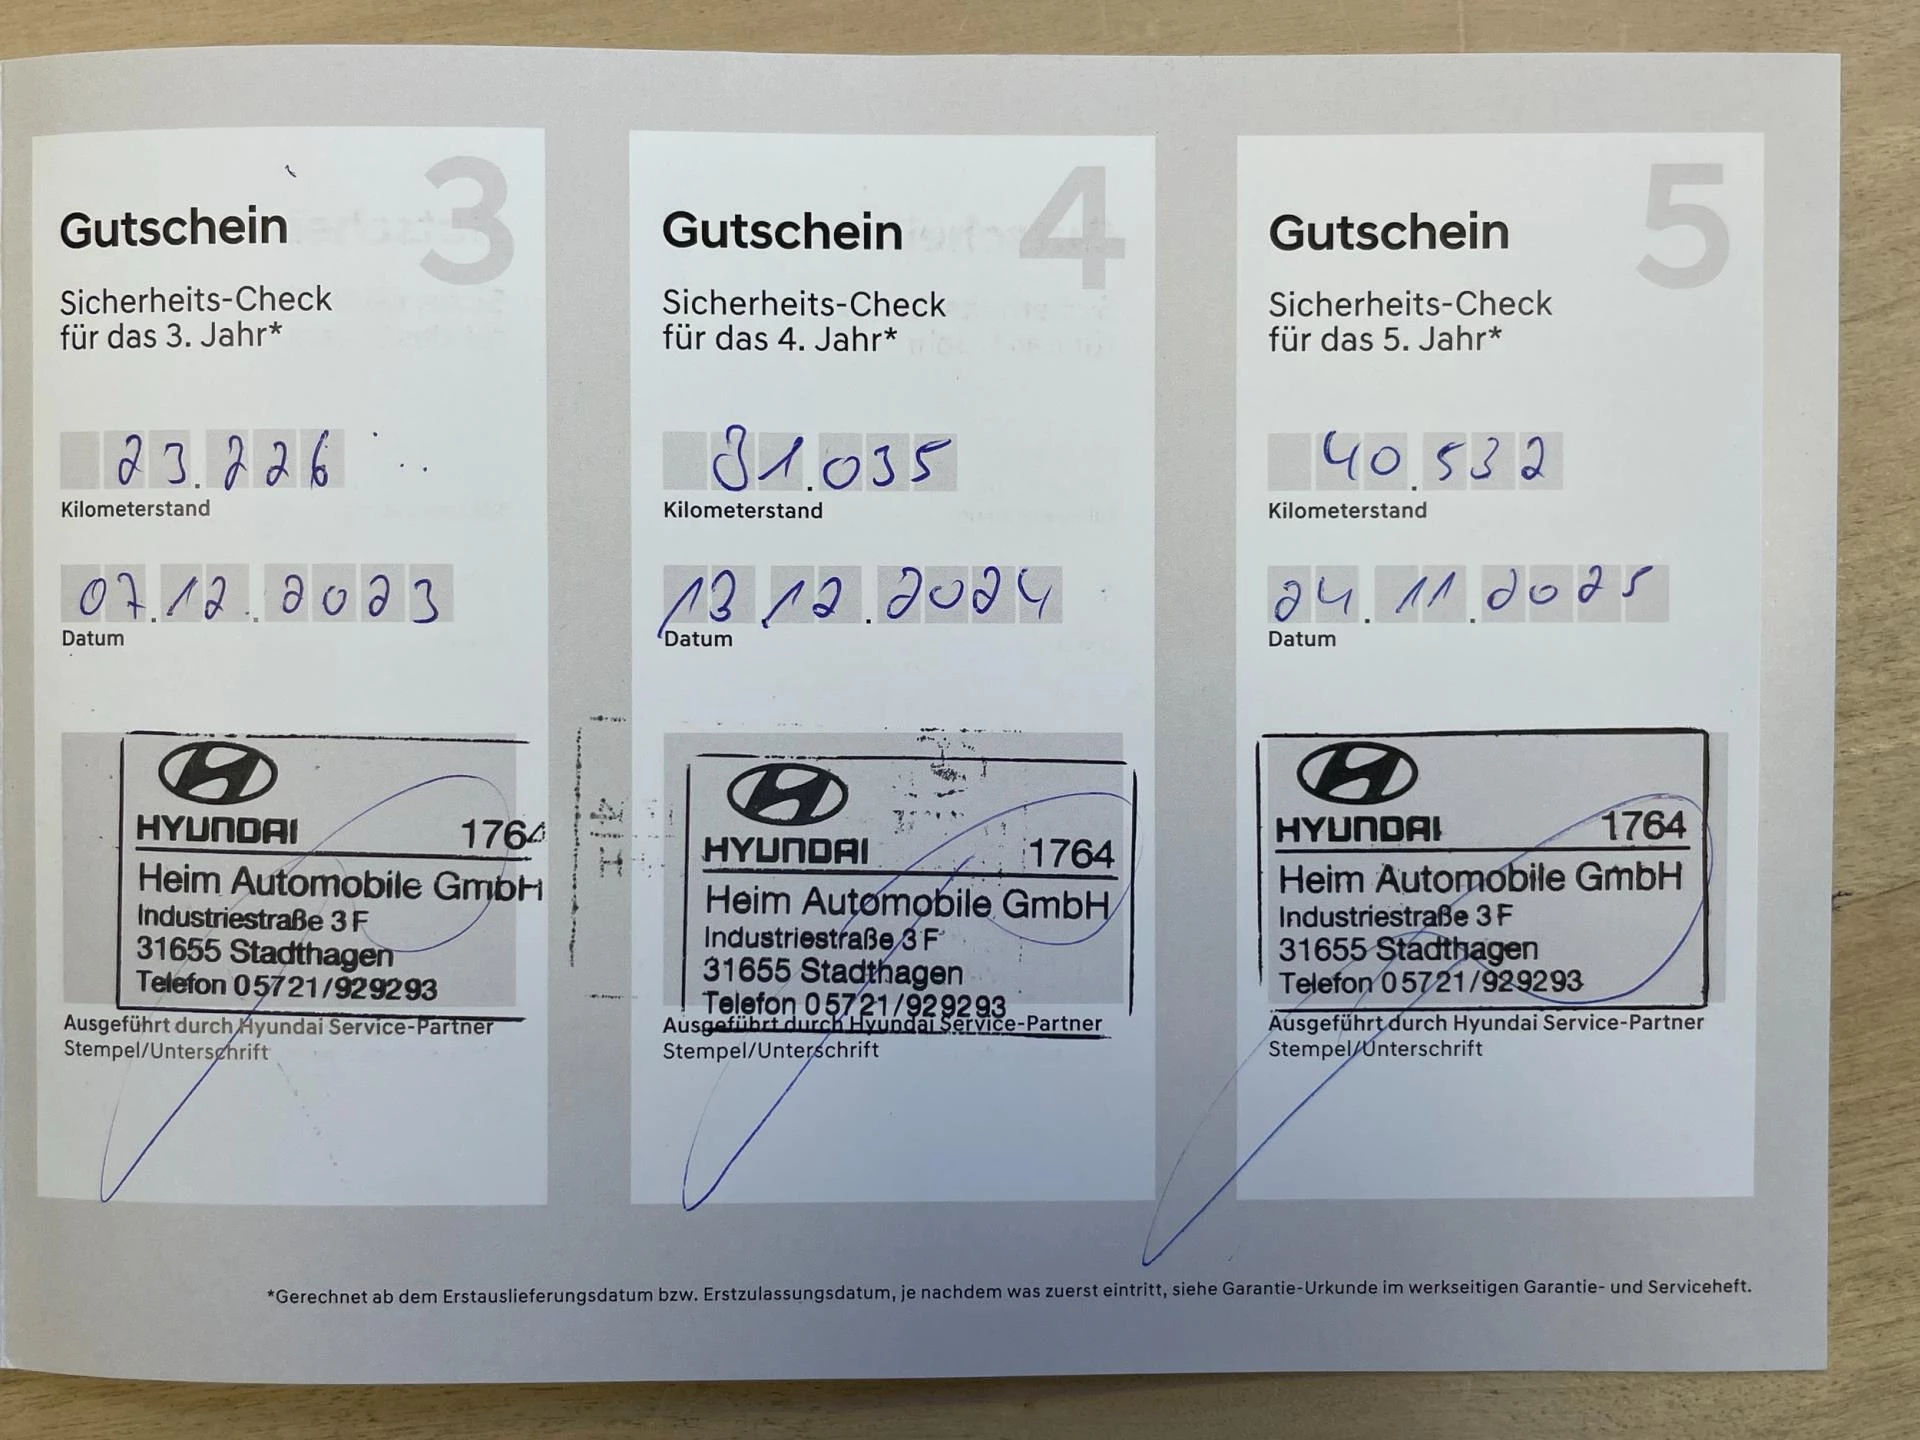 3
Gutschein
Sicherheits-Check
für das 3. Jahr*
23.226
Kilometerstand
07.12.2023
Datum
HYUNDAI 1764
Heim Automobile GmbH
Industriestraße 3 F
31655 Stadthagen
Telefon 05721/929293
Ausgeführt durch Hyundai Service-Partner
Stempel/Unterschrift
4
Gutschein
Sicherheits-Check
für das 4. Jahr*
31.035
Kilometerstand
13.12.2024
Datum
HYUNDAI 1764
Heim Automobile GmbH
Industriestraße 3 F
31655 Stadthagen
Telefon 05721/929293
Ausgeführt durch Hyundai Service-Partner
Stempel/Unterschrift
5
Gutschein
Sicherheits-Check
für das 5. Jahr*
40.532
Kilometerstand
24.11.2025
Datum
HYUNDAI 1764
Heim Automobile GmbH
Industriestraße 3 F
31655 Stadthagen
Telefon 05721/929293
Ausgeführt durch Hyundai Service-Partner
Stempel/Unterschrift
*Gerechnet ab dem Erstauslieferungsdatum bzw. Erstzulassungsdatum, je nachdem was zuerst eintritt, siehe Garantie-Urkunde im werkseitigen Garantie- und Serviceheft.